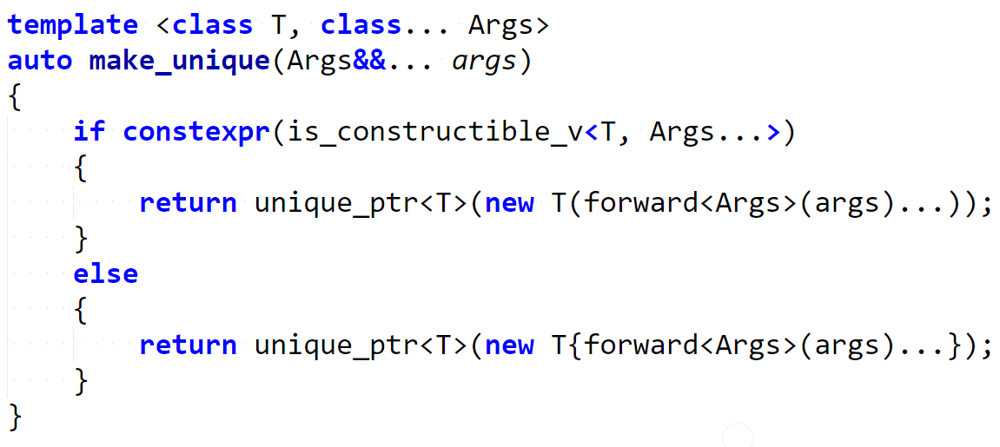 template <class T, class... Args>
auto make_unique(Args&&... args)
{
    if constexpr(is_constructible_v<T, Args...>)
    {
        return unique_ptr<T>(new T(forward<Args>(args)...));
    }
    else
    {
        return unique_ptr<T>(new T{forward<Args>(args)...});
    }
}